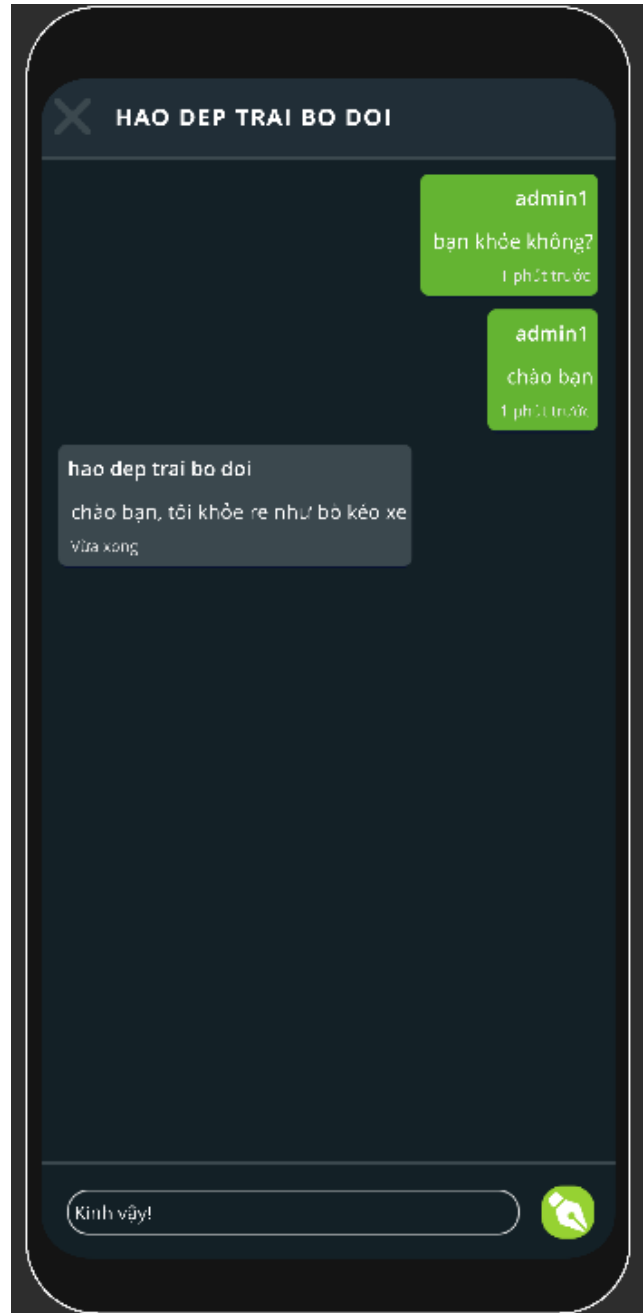 HAO DEP TRAI BO DOI
admin1
bạn khỏe không?
1 phút trước
admin1
chào bạn
1 phút trước
hao dep trai bo doi
chào bạn, tôi khỏe re như bò kéo xe
Vừa xong
Kinh vậy!